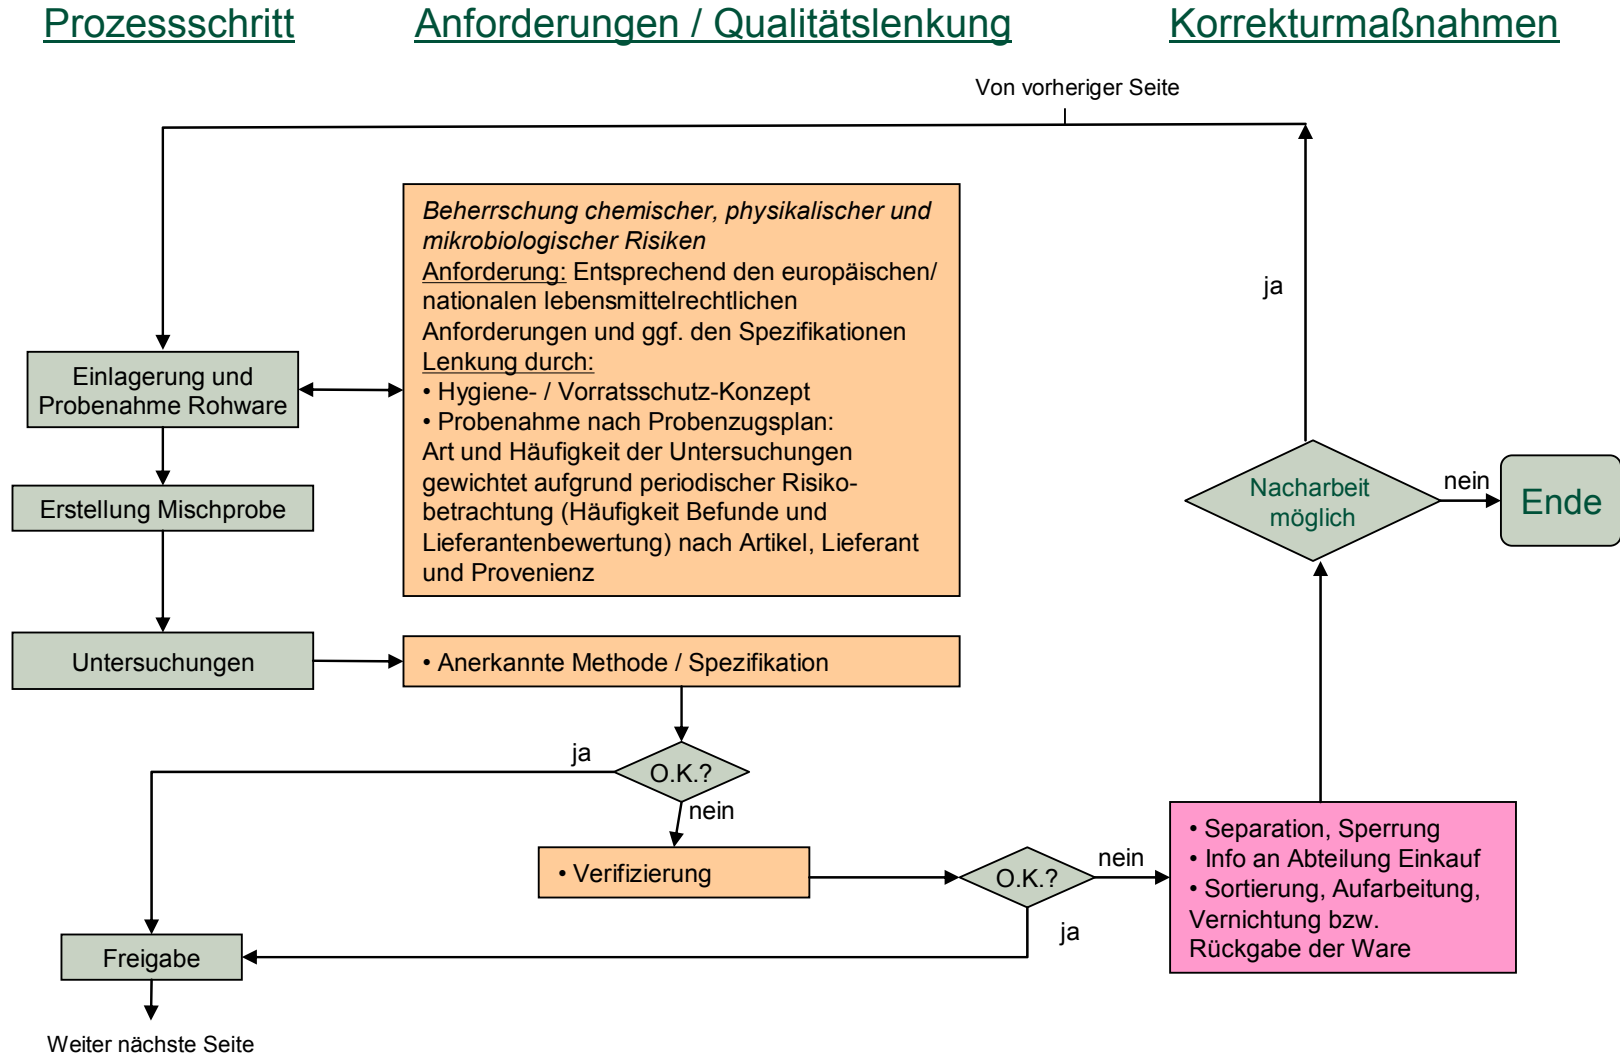 Prozessschritt
Anforderungen / Qualitätslenkung
Korrekturmaßnahmen
Von vorheriger Seite
Beherrschung chemischer, physikalischer und
mikrobiologischer Risiken
Anforderung: Entsprechend den europäischen/
nationalen lebensmittelrechtlichen
Anforderungen und ggf. den Spezifikationen
Lenkung durch:
• Hygiene- / Vorratsschutz-Konzept
• Probenahme nach Probenzugsplan:
Art und Häufigkeit der Untersuchungen
gewichtet aufgrund periodischer Risiko-
betrachtung (Häufigkeit Befunde und
Lieferantenbewertung) nach Artikel, Lieferant
und Provenienz
Einlagerung und
Probenahme Rohware
Erstellung Mischprobe
Untersuchungen
• Anerkannte Methode / Spezifikation
O.K.?
ja
nein
• Verifizierung
O.K.?
nein
ja
• Separation, Sperrung
• Info an Abteilung Einkauf
• Sortierung, Aufarbeitung,
Vernichtung bzw.
Rückgabe der Ware
Nacharbeit
möglich
ja
nein
Ende
Freigabe
Weiter nächste Seite